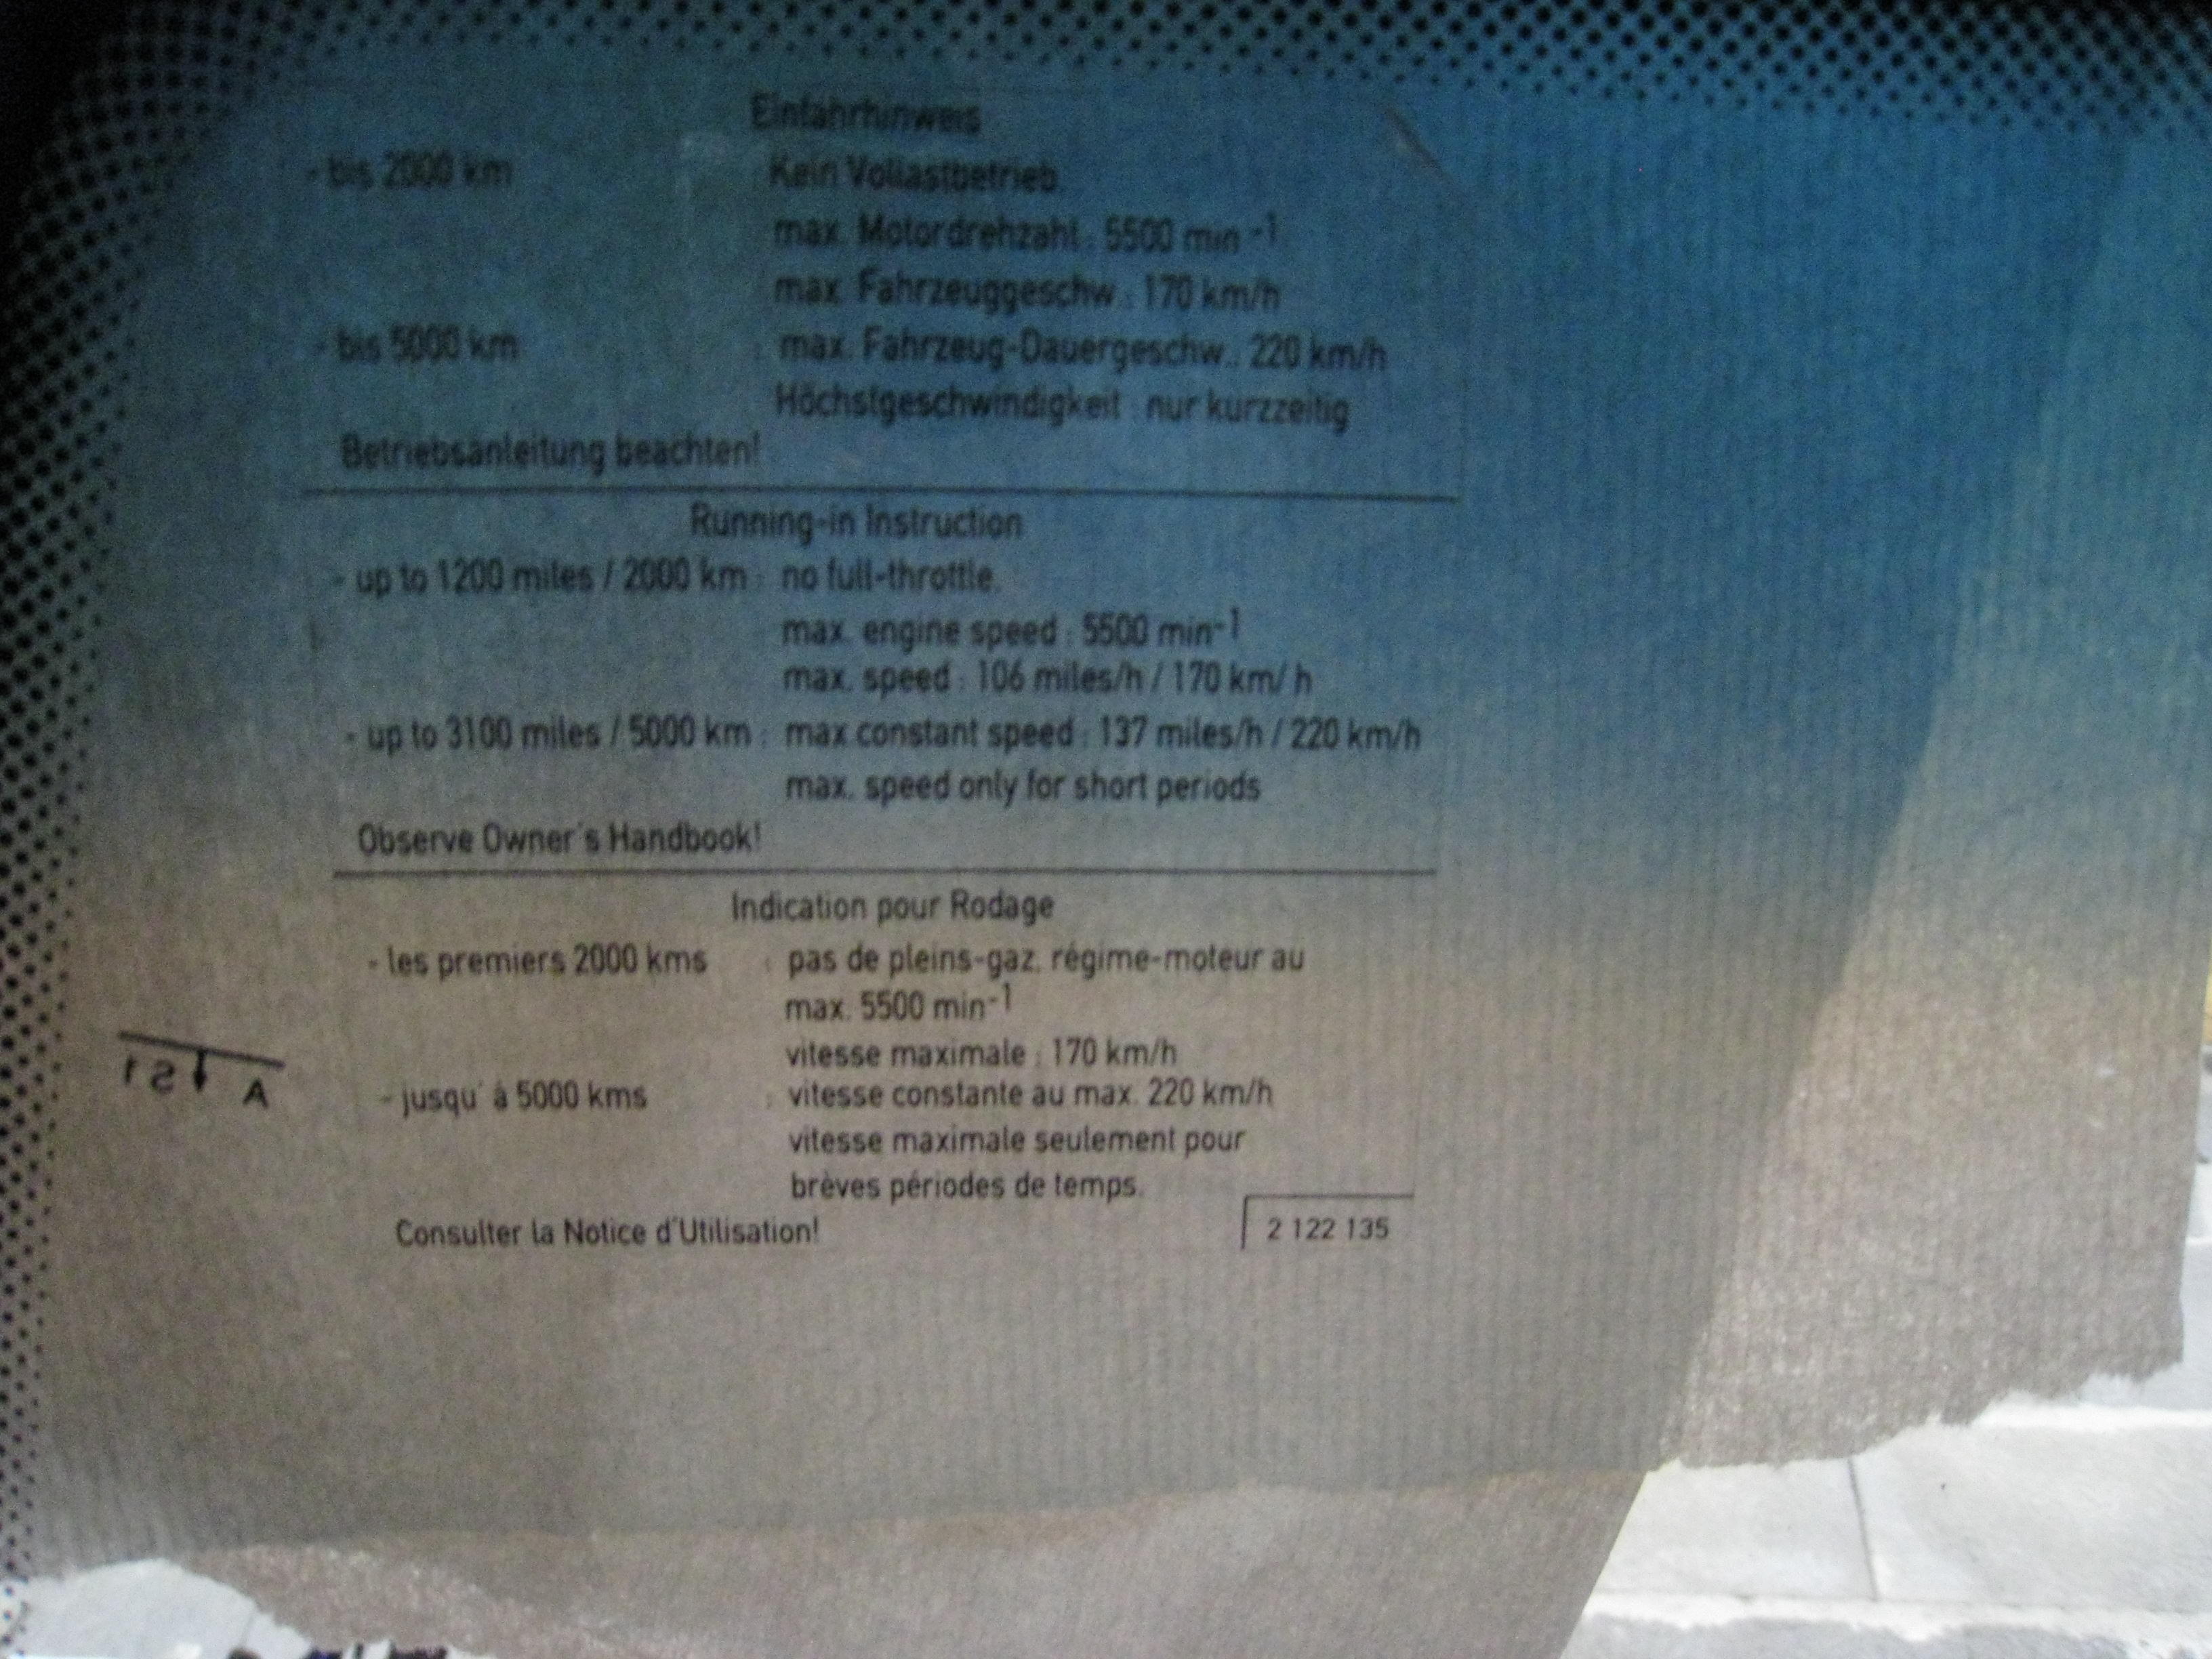 Einfahrhinweis
- bis 2000 km : Kein Vollastbetrieb.
max. Motordrehzahl : 5500 min -1
max. Fahrzeuggeschw. : 170 km/h
- bis 5000 km : max. Fahrzeug-Dauergeschw.: 220 km/h
Höchstgeschwindigkeit : nur kurzzeitig
Betriebsanleitung beachten!
Running-in Instruction
- up to 1200 miles / 2000 km : no full-throttle.
max. engine speed : 5500 min-1
max. speed : 106 miles/h / 170 km/ h
- up to 3100 miles / 5000 km : max.constant speed : 137 miles/h / 220 km/h
max. speed only for short periods
Observe Owner's Handbook!
Indication pour Rodage
- les premiers 2000 kms : pas de pleins-gaz, régime-moteur au
max. 5500 min-1
vitesse maximale : 170 km/h
- jusqu' à 5000 kms : vitesse constante au max. 220 km/h
vitesse maximale seulement pour
brèves périodes de temps.
Consulter la Notice d'Utilisation!
2 122 135